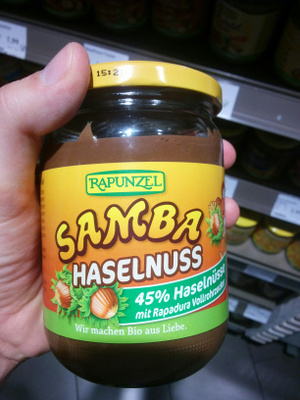 15:2
RAPUNZEL
SAMBA
HASELNUSS
45% Haselnüsse
mit Rapadura Vollrohrzucker
Wir machen Bio aus Liebe.